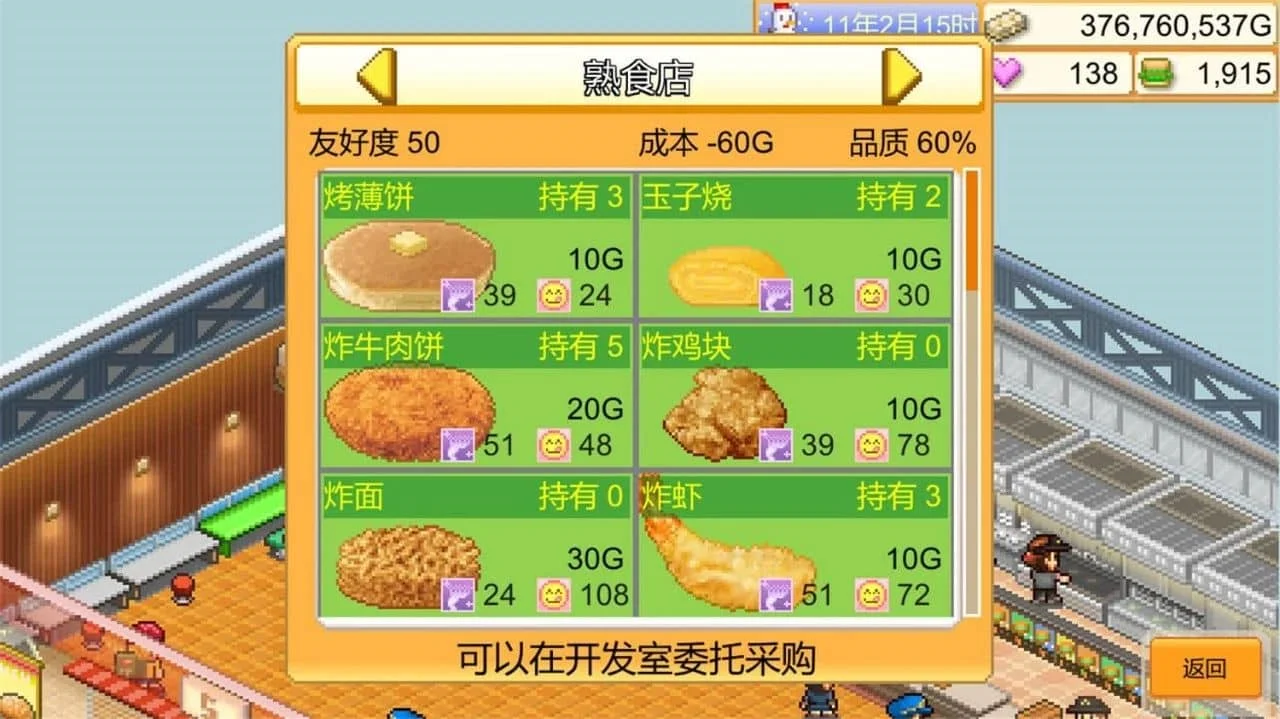 11年2月15时
376,760,537G
138
1,915
熟食店
友好度 50 成本 -60G 品质 60%
烤薄饼 持有 3
10G
39 24
玉子烧 持有 2
10G
18 30
炸牛肉饼 持有 5
20G
51 48
炸鸡块 持有 0
10G
39 78
炸面 持有 0
30G
24 108
炸虾 持有 3
10G
51 72
可以在开发室委托采购
返回